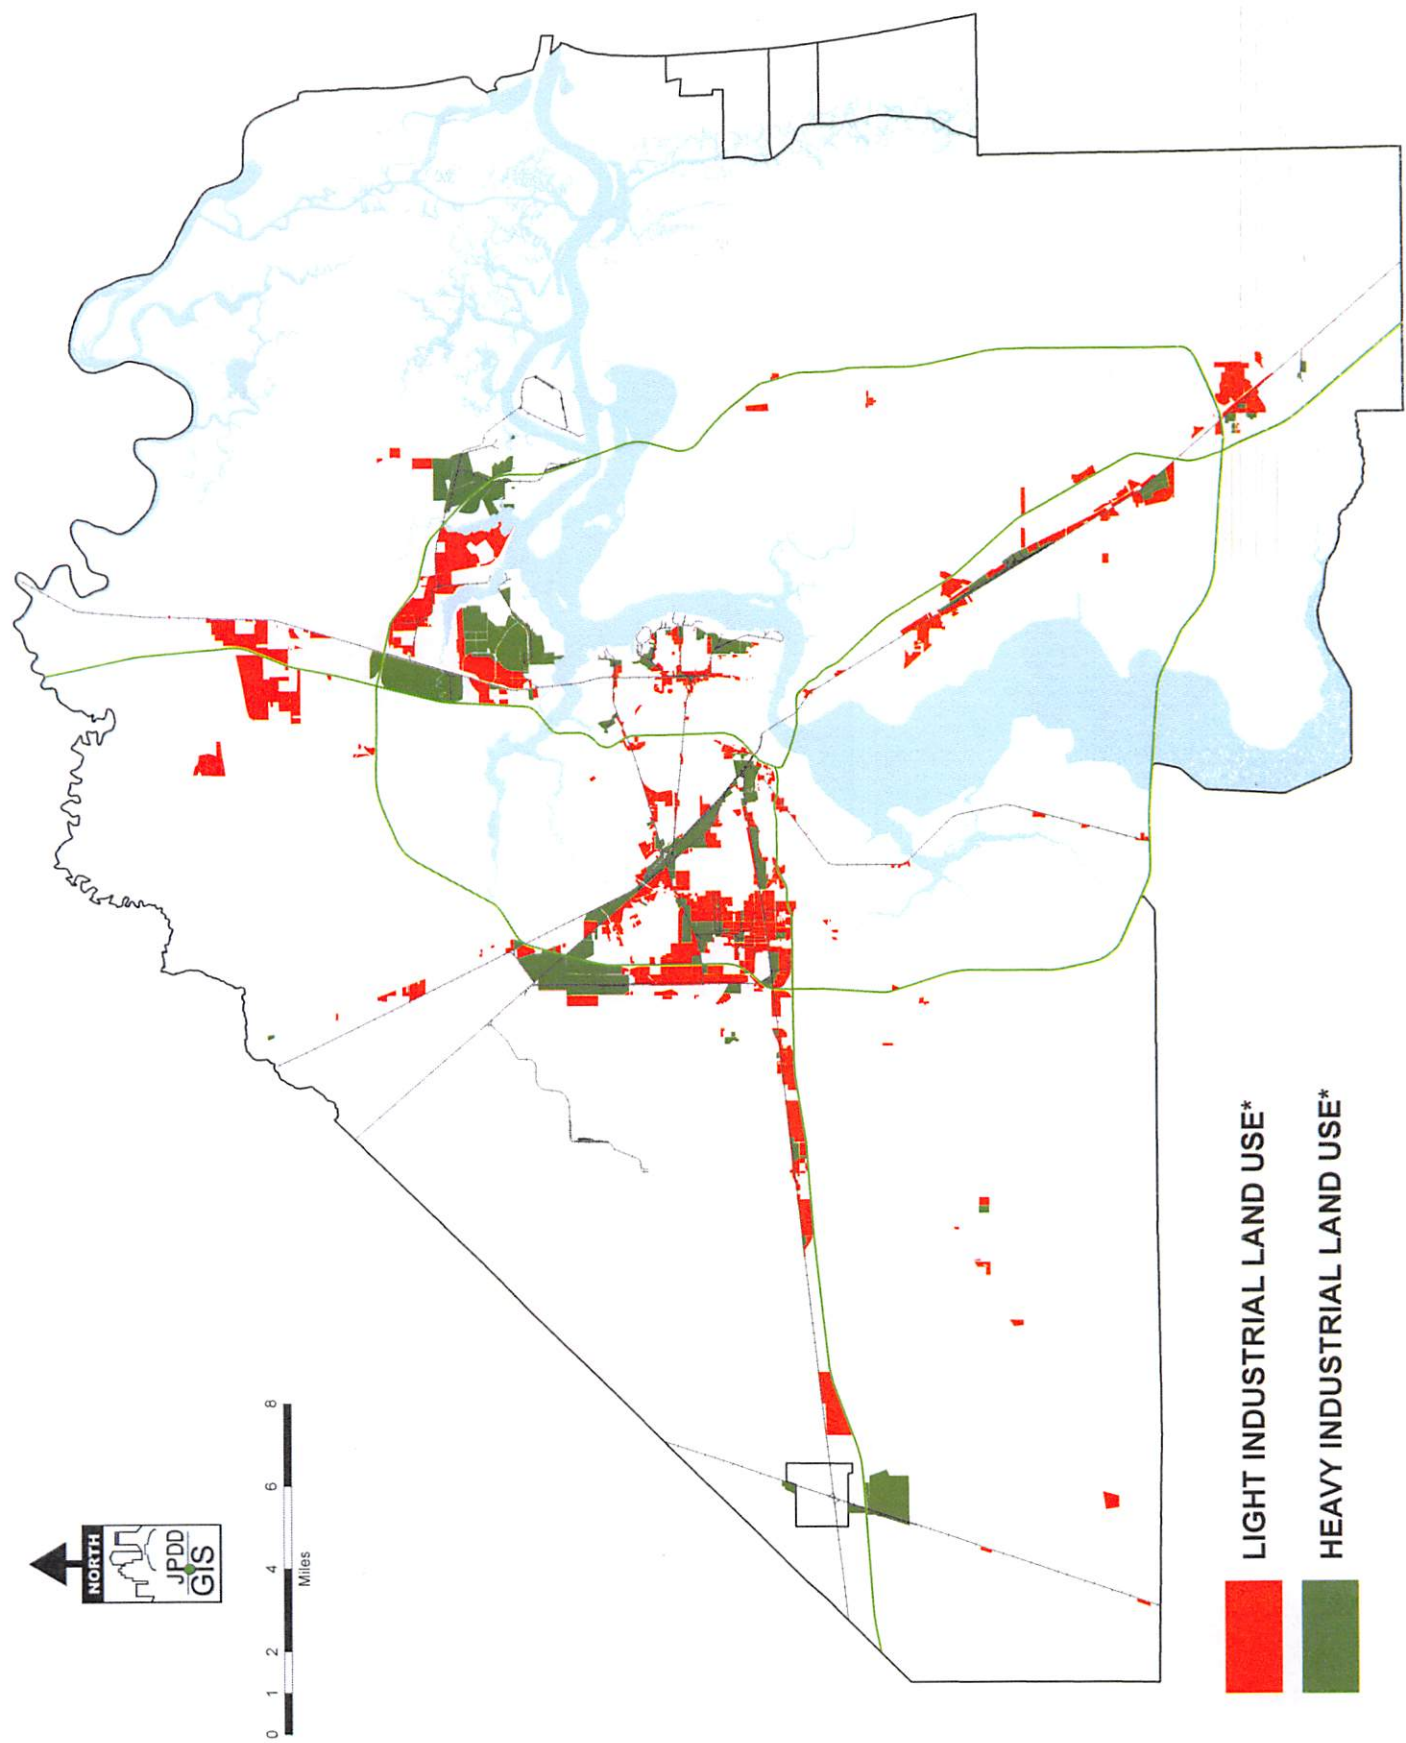 NORTH
JPDD
GIS
0 1 2 4 6 8
Miles
LIGHT INDUSTRIAL LAND USE*
HEAVY INDUSTRIAL LAND USE*